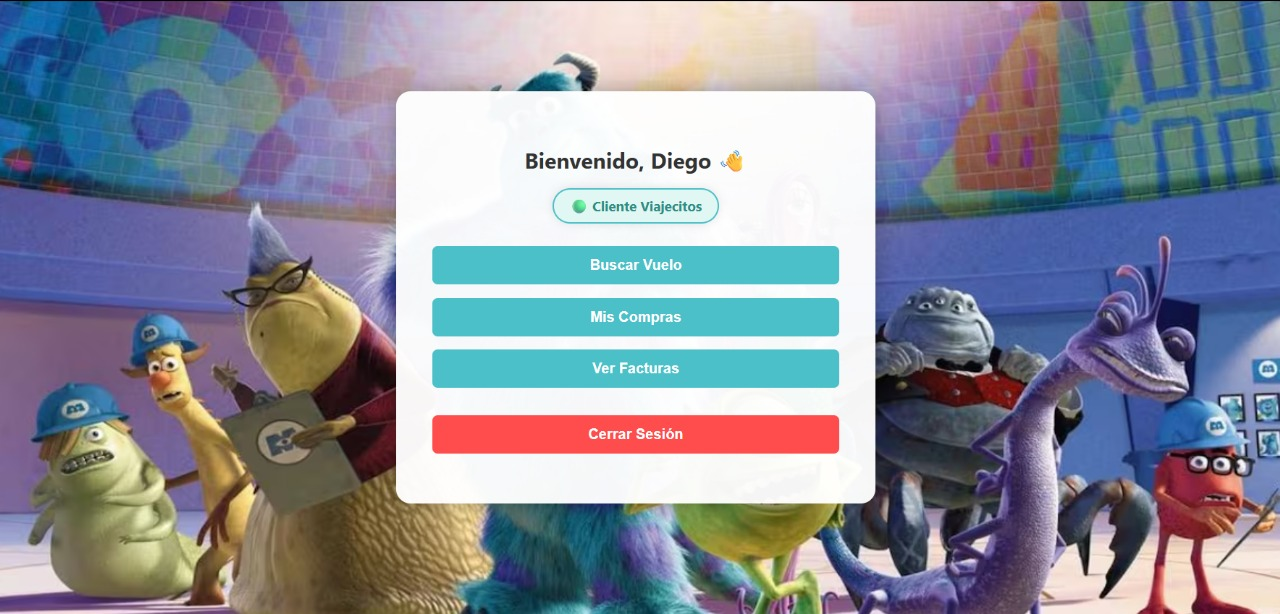 Bienvenido, Diego 👋
Cliente Viajecitos
Buscar Vuelo
Mis Compras
Ver Facturas
Cerrar Sesión